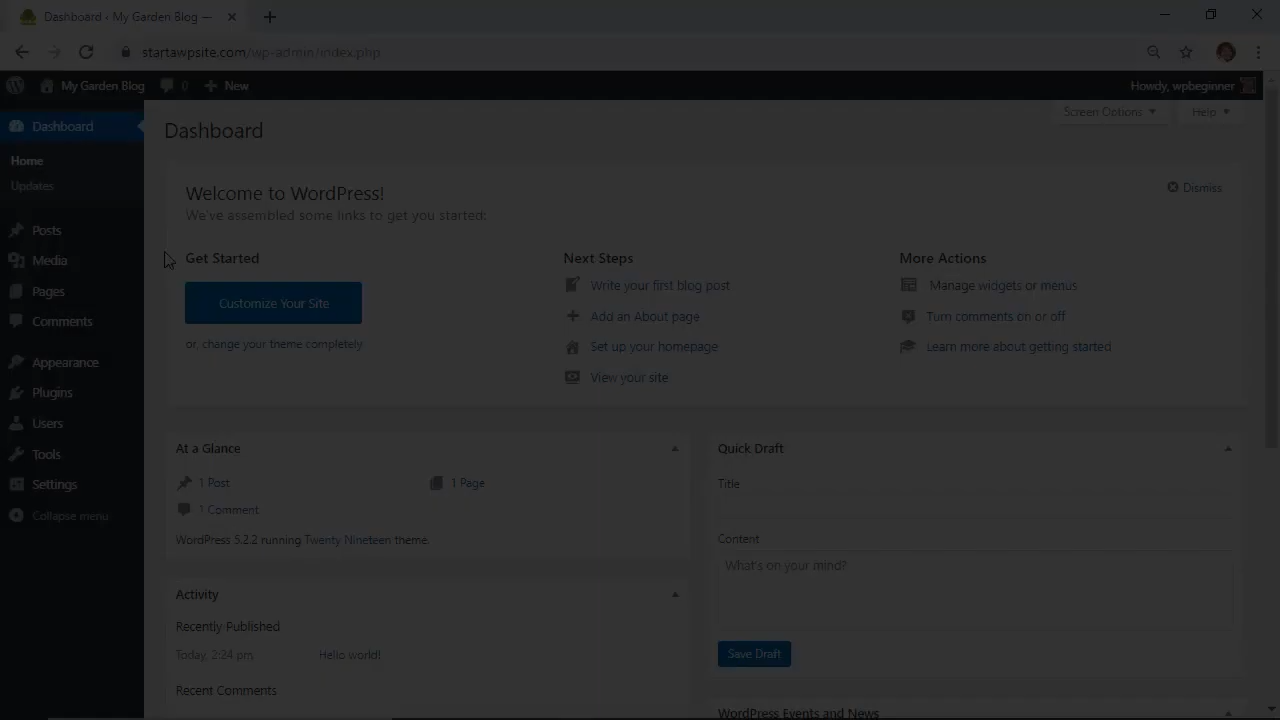 Dashboard ‹ My Garden Blog —
startawpsite.com/wp-admin/index.php
My Garden Blog
0
New
Howdy, wpbeginner
Dashboard
Home
Updates
Posts
Media
Pages
Comments
Appearance
Plugins
Users
Tools
Settings
Collapse menu
Dashboard
Screen Options
Help
Welcome to WordPress!
We've assembled some links to get you started:
Dismiss
Get Started
Customize Your Site
or, change your theme completely
Next Steps
Write your first blog post
Add an About page
Set up your homepage
View your site
More Actions
Manage widgets or menus
Turn comments on or off
Learn more about getting started
At a Glance
1 Post
1 Page
1 Comment
WordPress 5.2.2 running Twenty Nineteen theme.
Activity
Recently Published
Today, 2:24 pm
Hello world!
Recent Comments
Quick Draft
Title
Content
What's on your mind?
Save Draft
WordPress Events and News